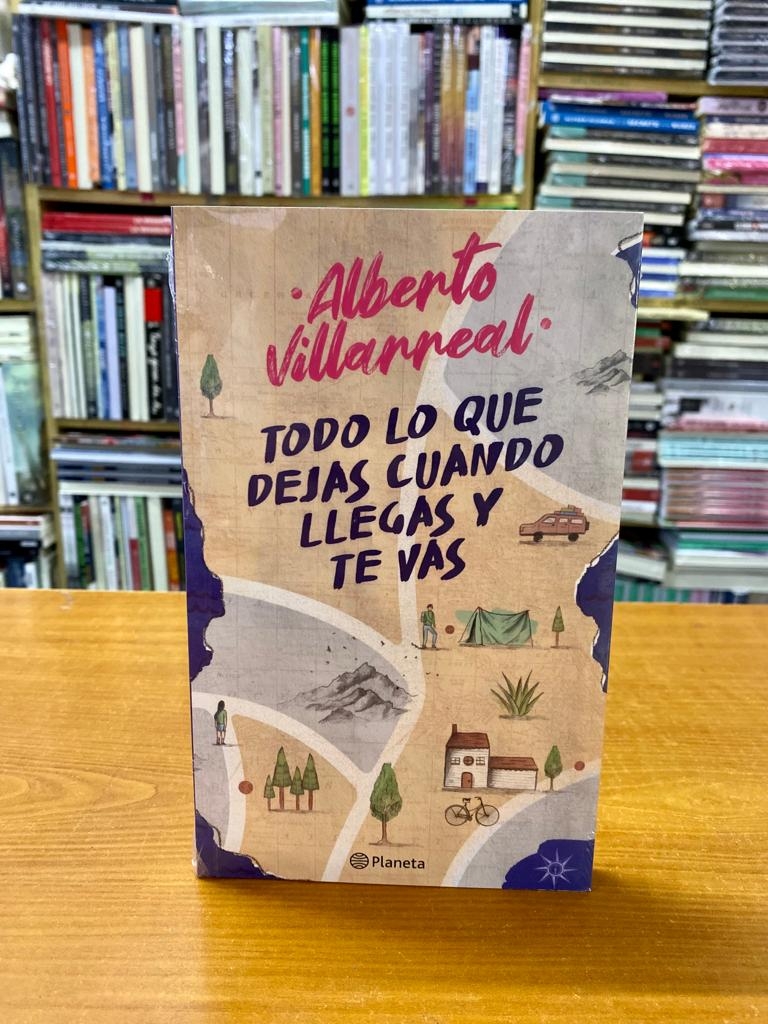 Alberto
Villarreal
TODO LO QUE
DEJAS CUANDO
LLEGAS Y
TE VAS
Planeta